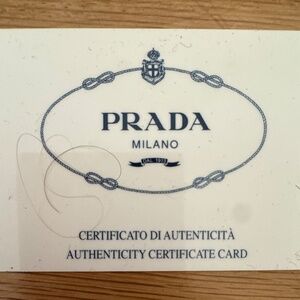 PRADA
MILANO
DAL 1913
CERTIFICATO DI AUTENTICITÀ
AUTHENTICITY CERTIFICATE CARD